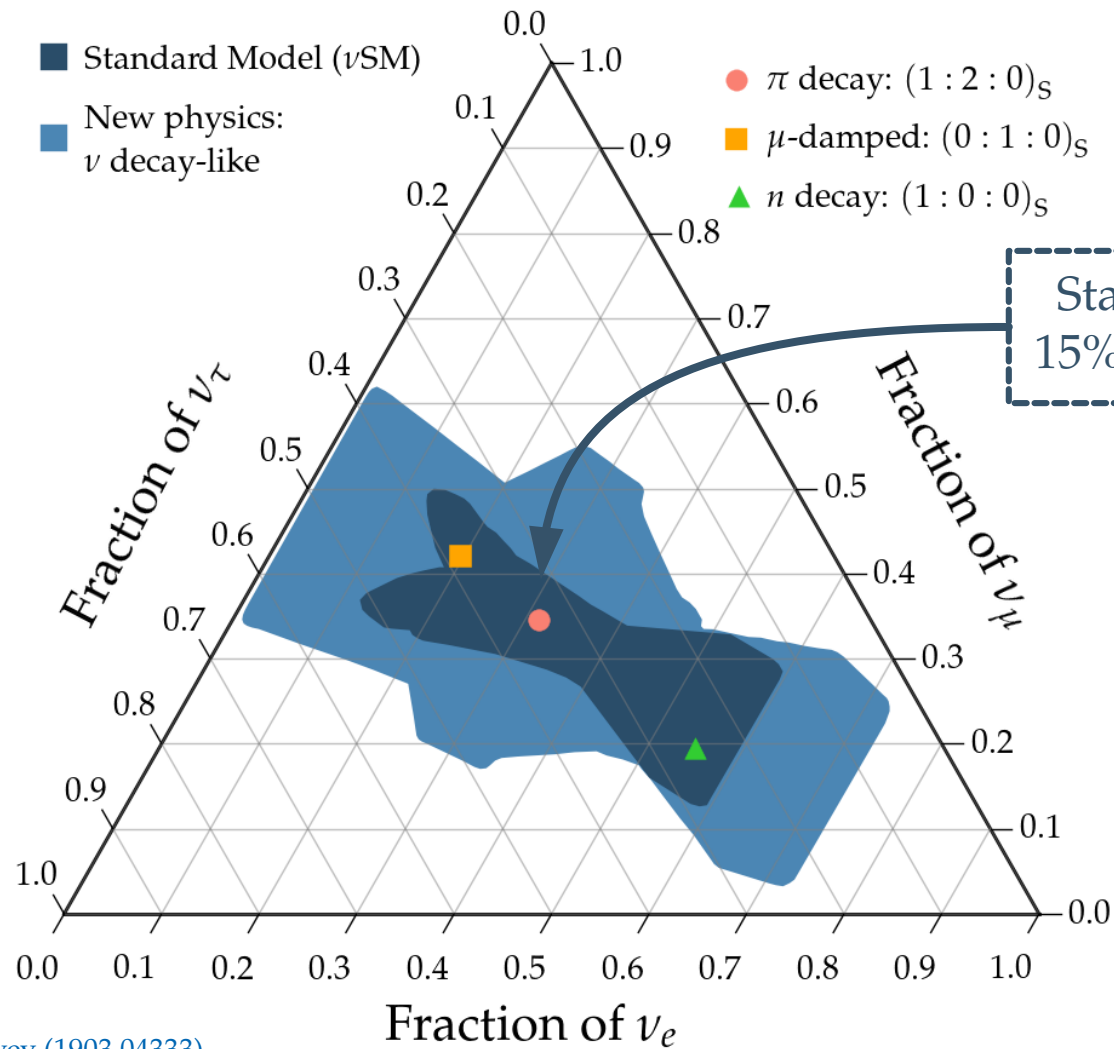 Standard Model (νSM)
New physics:
ν decay-like
π decay: (1 : 2 : 0)S
μ-damped: (0 : 1 : 0)S
n decay: (1 : 0 : 0)S
15%
Fraction of ντ
0.0
0.1
0.2
0.3
0.4
0.5
0.6
0.7
0.8
0.9
1.0
Fraction of νμ
1.0
0.9
0.8
0.7
0.6
0.5
0.4
0.3
0.2
0.1
0.0
0.0 0.1 0.2 0.3 0.4 0.5 0.6 0.7 0.8 0.9 1.0
Fraction of νe
(1903.04333)